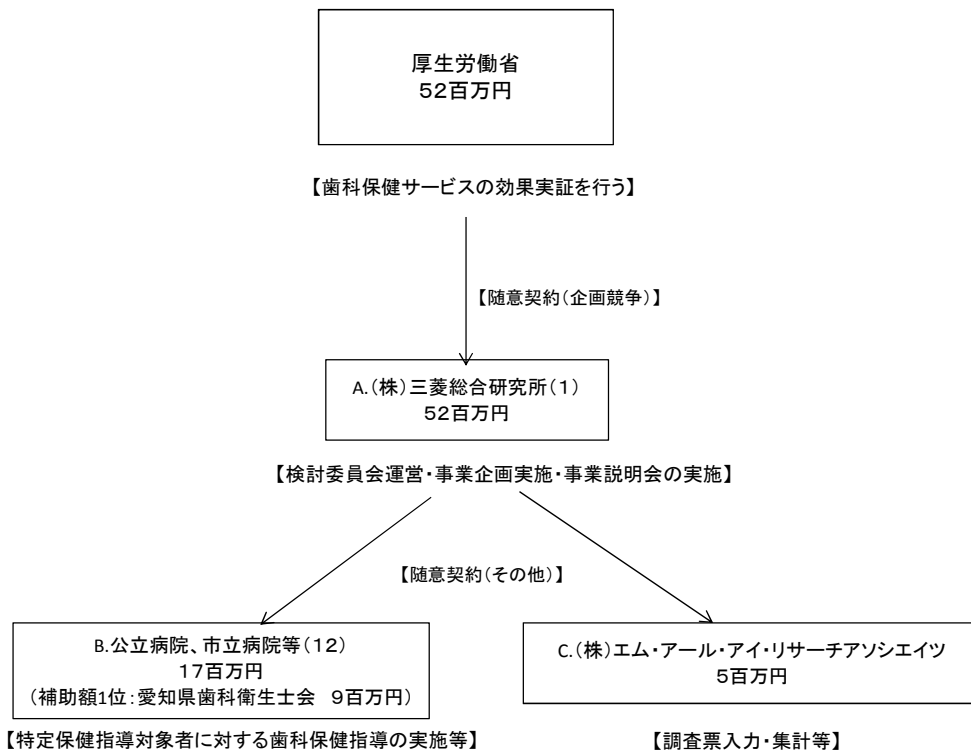 厚生労働省
52百万円
【歯科保健サービスの効果実証を行う】
【随意契約(企画競争)】
A.(株)三菱総合研究所(1)
52百万円
【検討委員会運営・事業企画実施・事業説明会の実施】
【随意契約(その他)】
B.公立病院、市立病院等(12)
17百万円
(補助額1位:愛知県歯科衛生士会　9百万円)
【特定保健指導対象者に対する歯科保健指導の実施等】
C.(株)エム・アール・アイ・リサーチアソシエイツ
5百万円
【調査票入力・集計等】